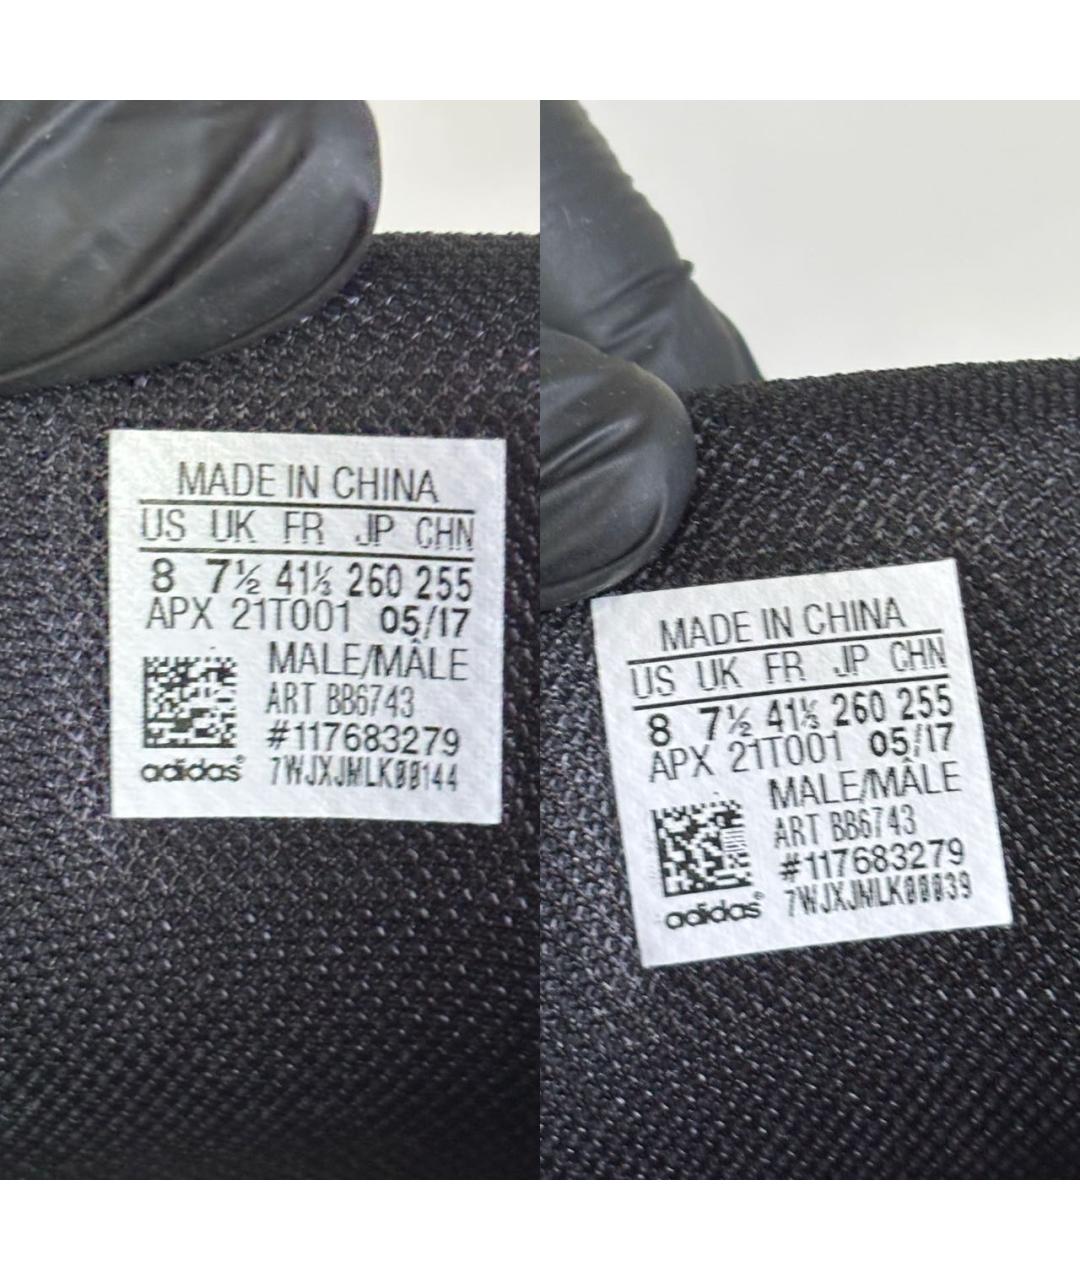 MADE IN CHINA
US UK FR JP CHN
8 7½ 41⅓ 260 255
APX 21T001 05/17
MALE/MÂLE
ART BB6743
#117683279
adidas® 7WJXJMLK00144
MADE IN CHINA
US UK FR JP CHN
8 7½ 41⅓ 260 255
APX 21T001 05/17
MALE/MÂLE
ART BB6743
#117683279
adidas® 7WJXJMLK00039